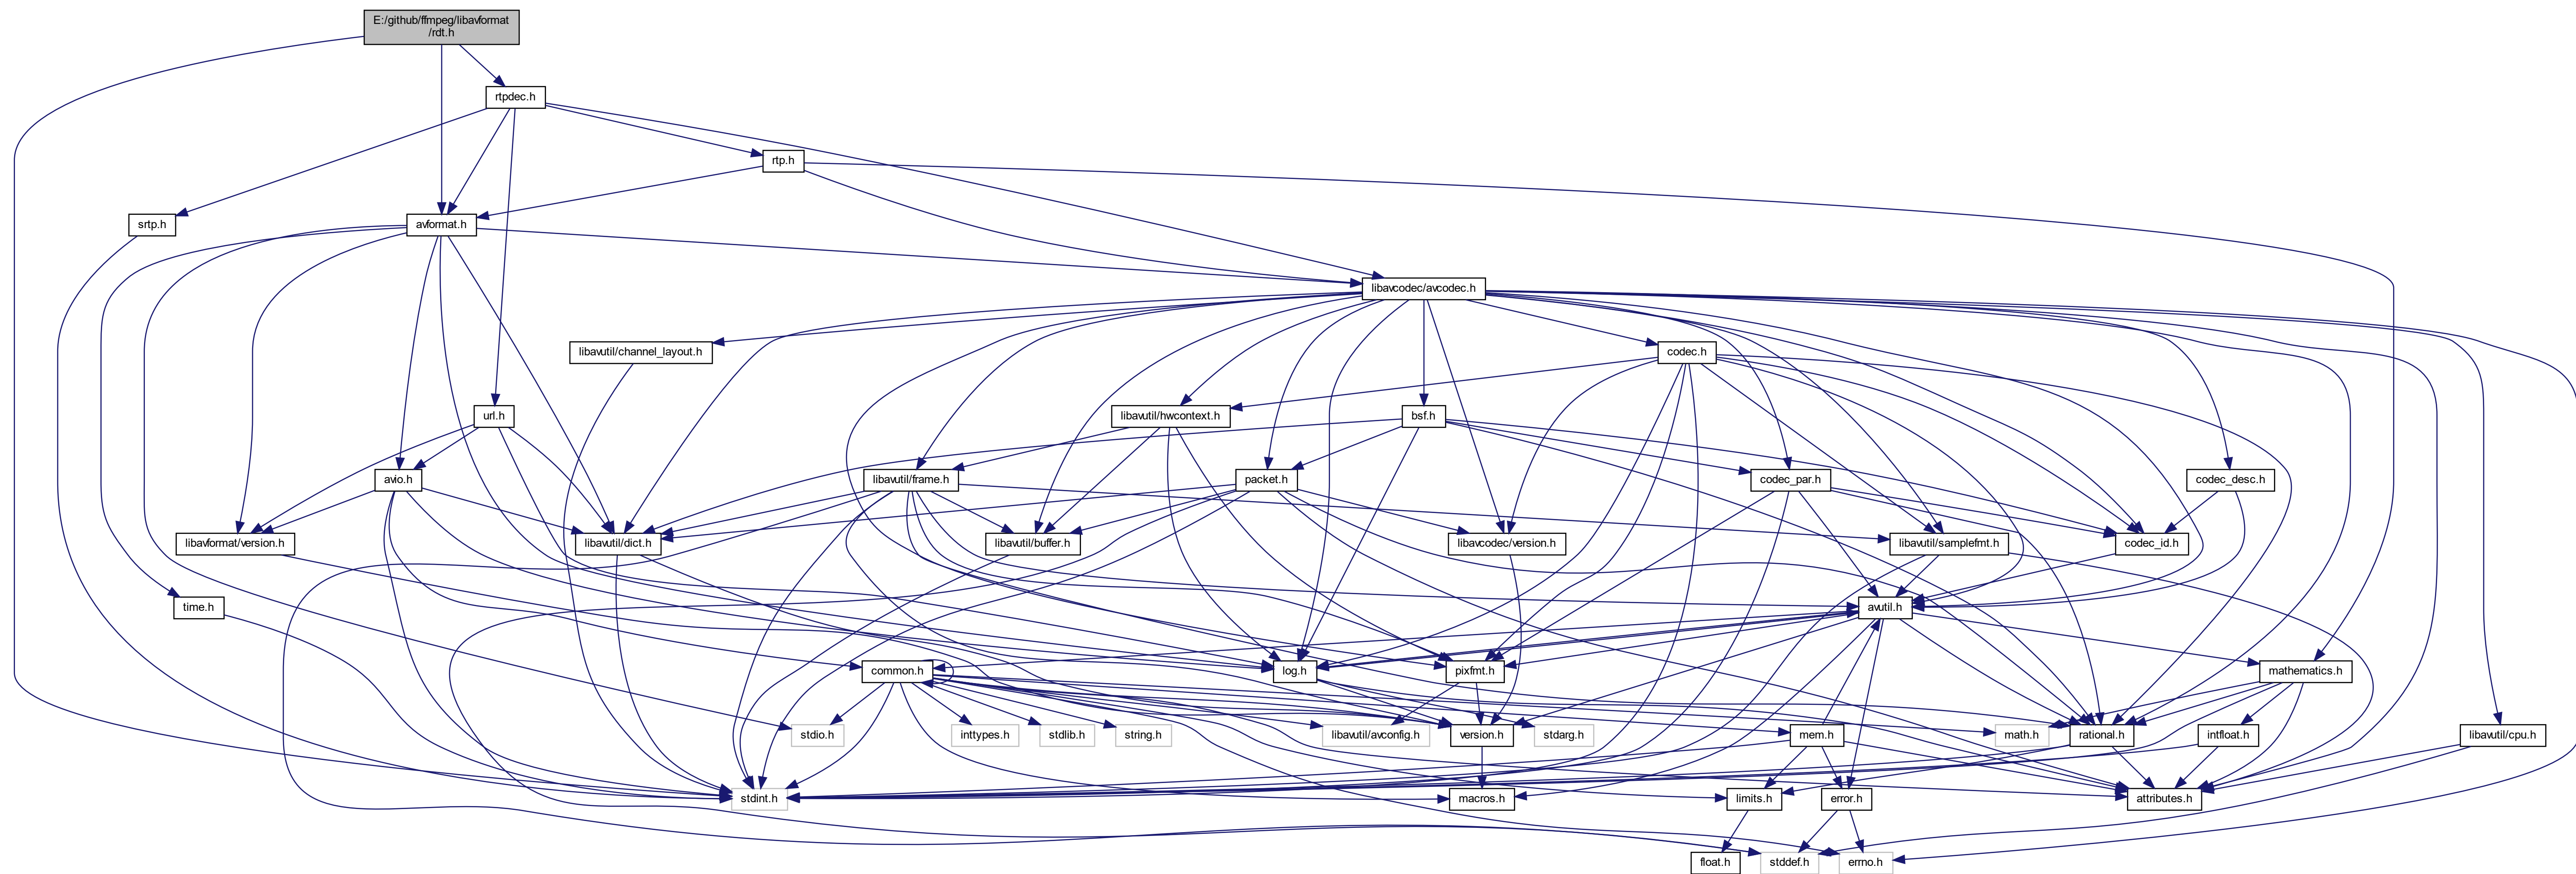 E:/github/ffmpeg/libavformat
/rdt.h
rtpdec.h
rtp.h
srtp.h
avformat.h
libavcodec/avcodec.h
libavutil/channel_layout.h
codec.h
url.h
libavutil/hwcontext.h
bsf.h
avio.h
libavutil/frame.h
packet.h
codec_par.h
codec_desc.h
libavformat/version.h
libavutil/dict.h
libavutil/buffer.h
libavcodec/version.h
libavutil/samplefmt.h
codec_id.h
time.h
avutil.h
common.h
log.h
pixfmt.h
mathematics.h
stdio.h
inttypes.h
stdlib.h
string.h
libavutil/avconfig.h
version.h
stdarg.h
mem.h
math.h
rational.h
intfloat.h
libavutil/cpu.h
stdint.h
macros.h
limits.h
error.h
attributes.h
float.h
stddef.h
errno.h